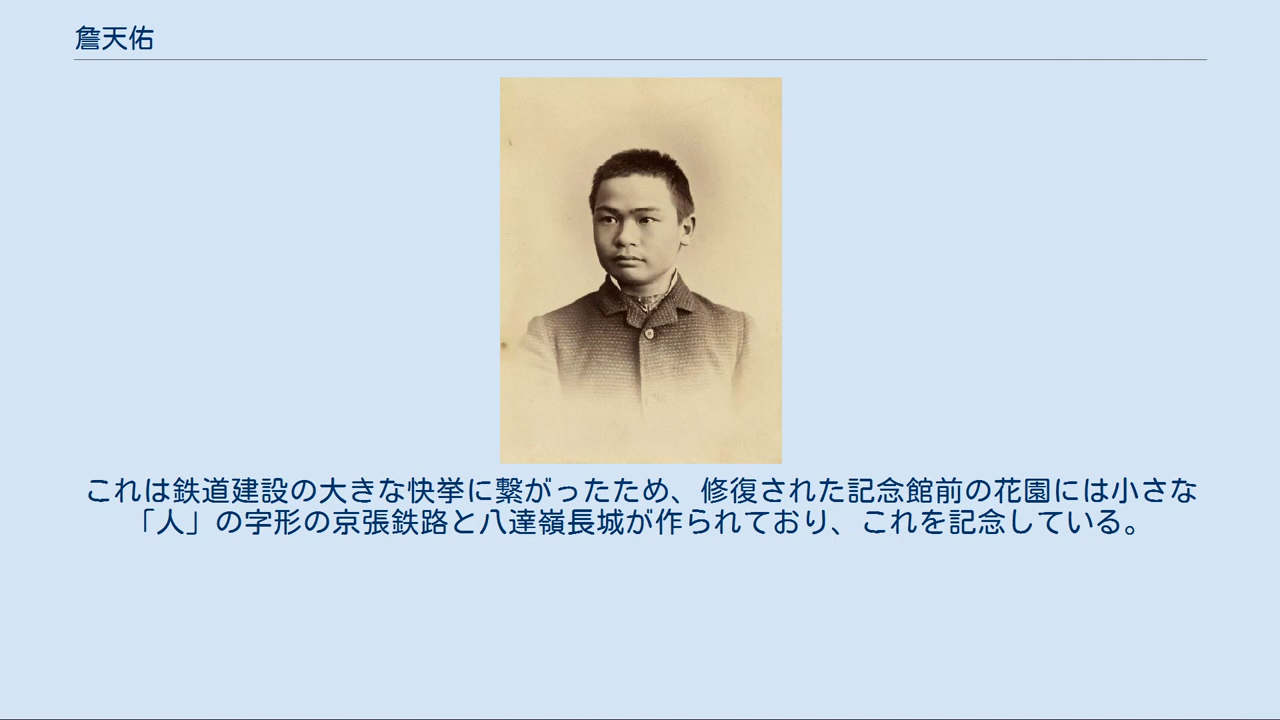 詹天佑
これは鉄道建設の大きな快挙に繋がったため、修復された記念館前の花園には小さな
「人」の字形の京張鉄路と八達嶺長城が作られており、これを記念している。